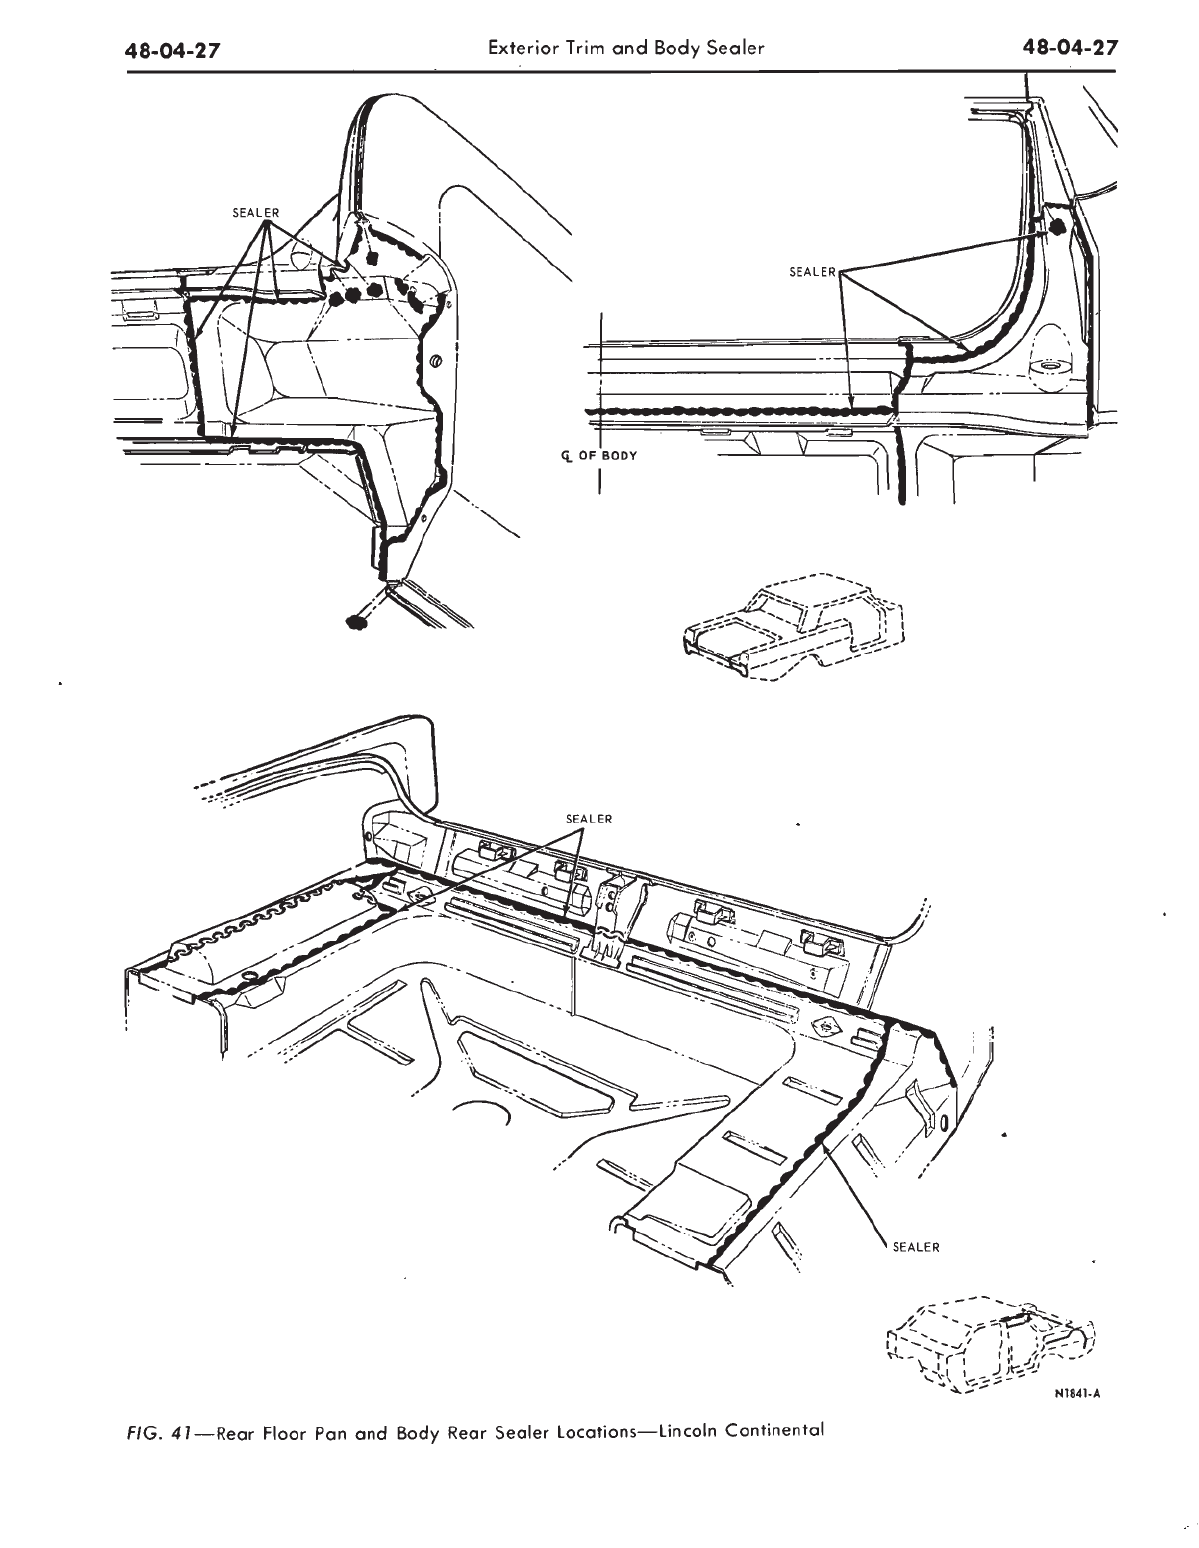 48-04-27 Exterior Trim and Body Sealer 48-04-27
SEALER
SEALER
℄ OF BODY
SEALER
SEALER
N1841-A
FIG. 41—Rear Floor Pan and Body Rear Sealer Locations—Lincoln Continental